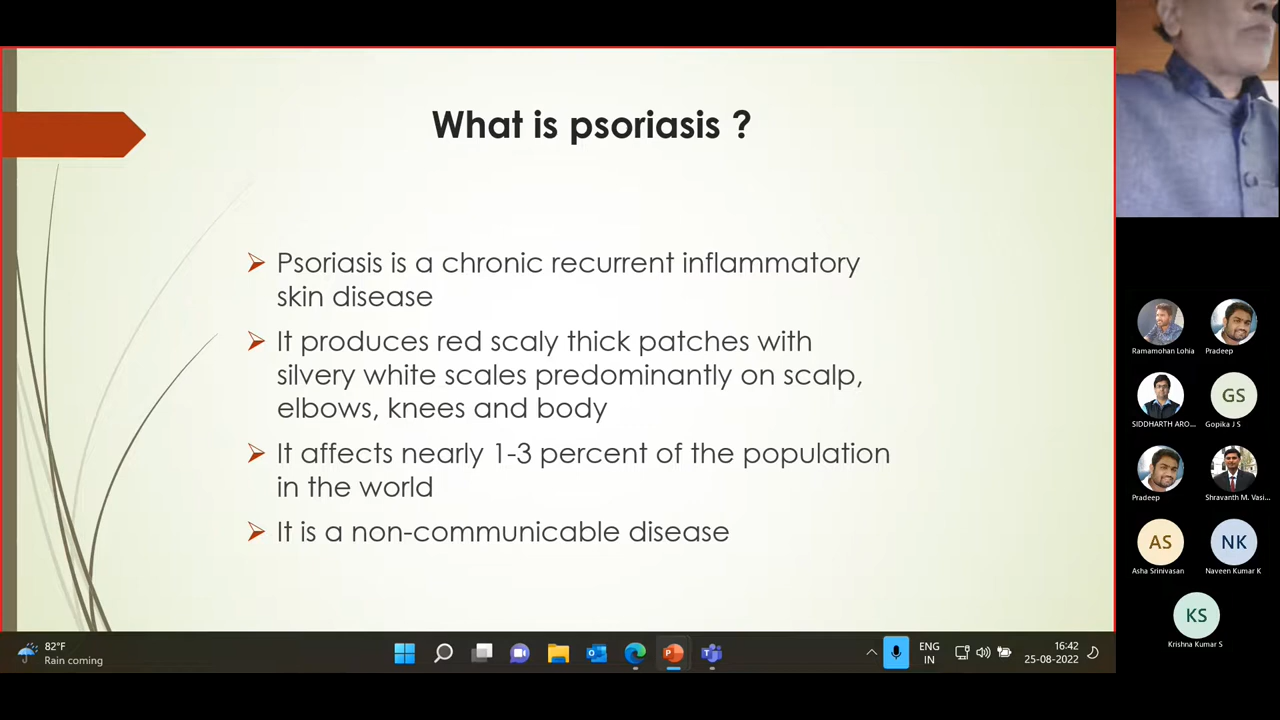 What is psoriasis ?
Psoriasis is a chronic recurrent inflammatory
skin disease
It produces red scaly thick patches with
silvery white scales predominantly on scalp,
elbows, knees and body
It affects nearly 1-3 percent of the population
in the world
It is a non-communicable disease
Ramamohan Lohia
Pradeep
SIDDHARTH ARO...
GS
Gopika J S
Pradeep
Shravanth M. Vasi...
AS
Asha Srinivasan
NK
Naveen Kumar K
KS
Krishna Kumar S
82°F
Rain coming
ENG
IN
16:42
25-08-2022